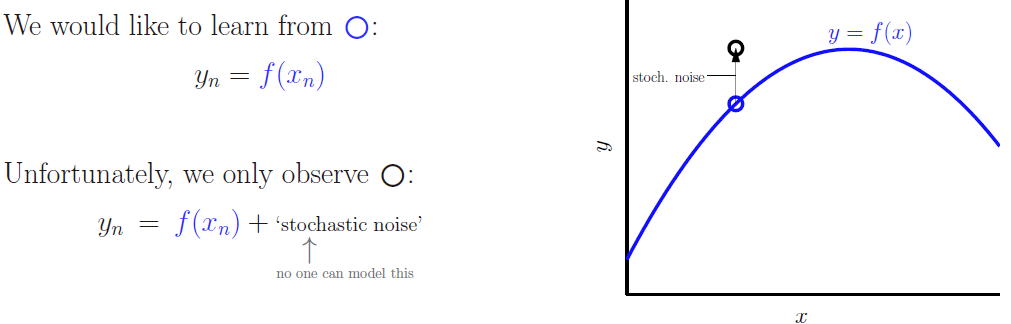 We would like to learn from ○:
yₙ = f(xₙ)
Unfortunately, we only observe ○:
yₙ = f(xₙ) + ‘stochastic noise’
↑
no one can model this
y = f(x)
stoch. noise
y
x